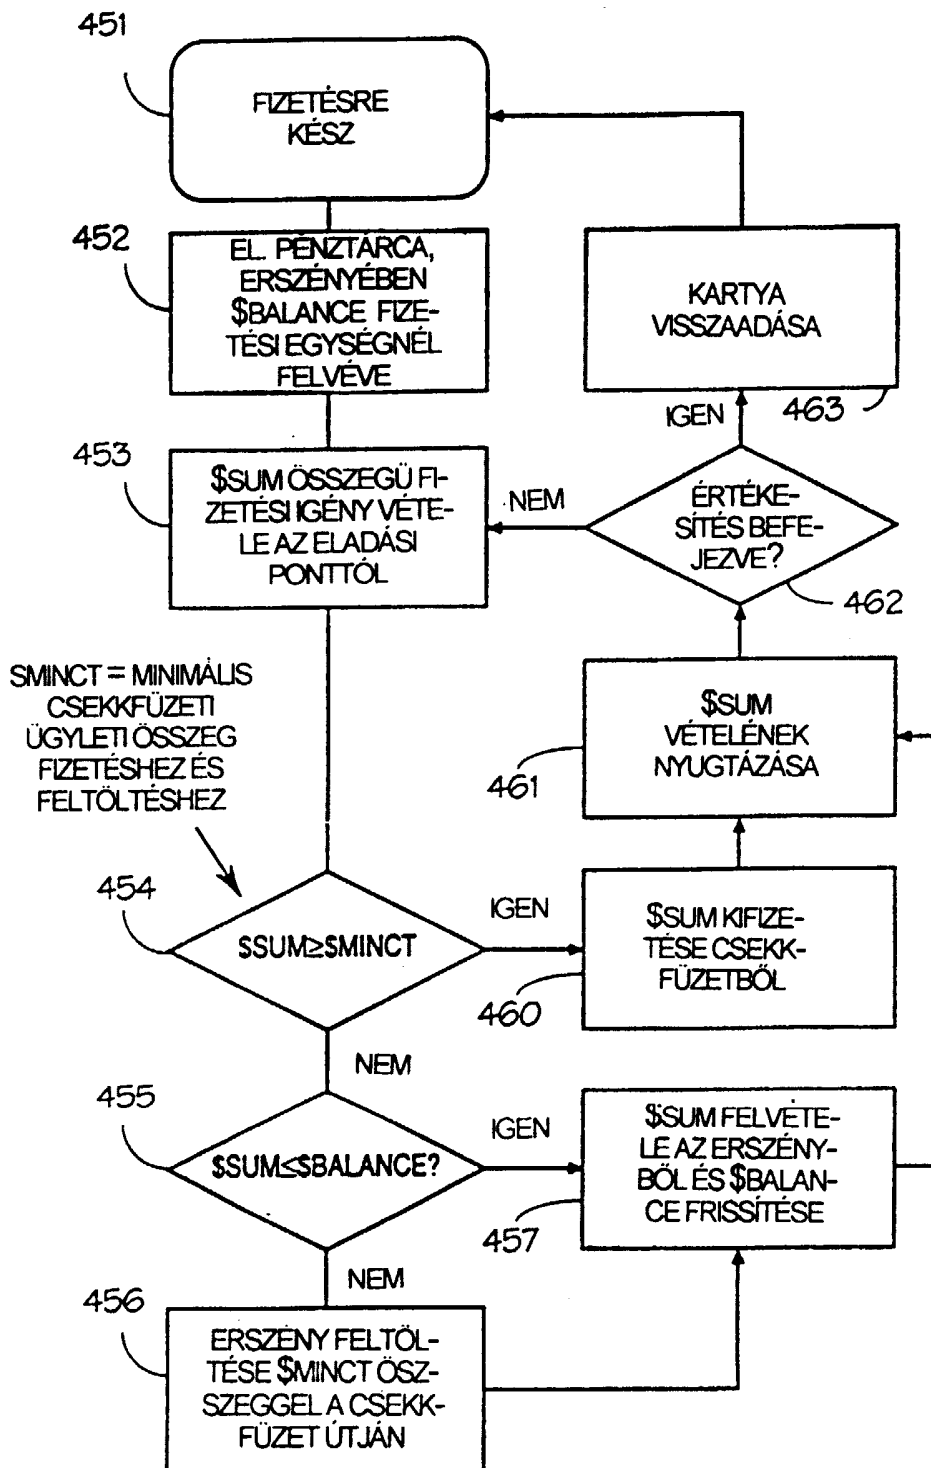 451
FIZETÉSRE
KÉSZ
452
EL. PÉNZTÁRCA,
ERSZÉNYÉBEN
$BALANCE FIZE-
TÉSI EGYSÉGNÉL
FELVÉVE
KARTYA
VISSZAADÁSA
463
IGEN
453
$SUM ÖSSZEGŰ FI-
ZETÉSI IGÉNY VÉTE-
LE AZ ELADÁSI
PONTTÓL
NEM
ÉRTÉKE-
SÍTÉS BEFE-
JEZVE?
462
SMINCT = MINIMÁLIS
CSEKKFÜZETI
ÜGYLETI ÖSSZEG
FIZETÉSHEZ ÉS
FELTÖLTÉSHEZ
$SUM
VÉTELÉNEK
NYUGTÁZÁSA
461
454
$SUM≥$MINCT
IGEN
$SUM KIFIZE-
TÉSE CSEKK-
FÜZETBŐL
460
NEM
455
$SUM≤$BALANCE?
IGEN
$SUM FELVÉTE-
LE AZ ERSZÉNY-
BŐL ÉS $BALAN-
CE FRISSÍTÉSE
457
NEM
456
ERSZÉNY FELTÖL-
TÉSE $MINCT ÖSZ-
SZEGGEL A CSEKK-
FÜZET ÚTJÁN